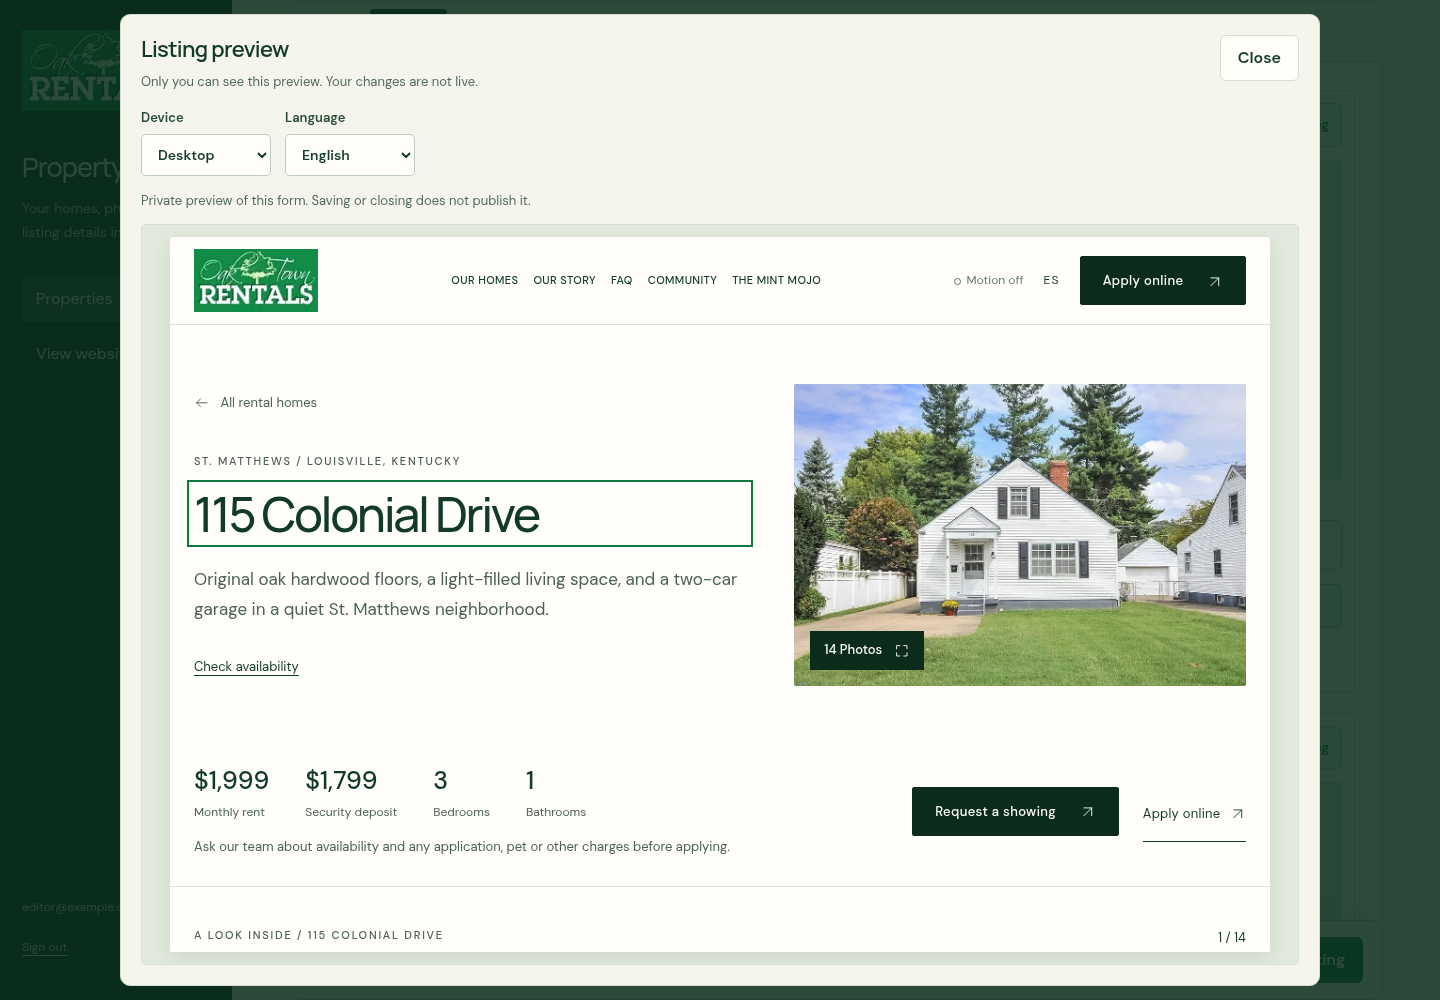 Listing preview
Close
Only you can see this preview. Your changes are not live.
Device
Language
Desktop
English
Private preview of this form. Saving or closing does not publish it.
Oak Town
RENTALS
OUR HOMES
OUR STORY
FAQ
COMMUNITY
THE MINT MOJO
Motion off
ES
Apply online
All rental homes
ST. MATTHEWS / LOUISVILLE, KENTUCKY
115 Colonial Drive
Original oak hardwood floors, a light-filled living space, and a two-car
garage in a quiet St. Matthews neighborhood.
Check availability
14 Photos
$1,999
Monthly rent
$1,799
Security deposit
3
Bedrooms
1
Bathrooms
Request a showing
Apply online
Ask our team about availability and any application, pet or other charges before applying.
A LOOK INSIDE / 115 COLONIAL DRIVE
1 / 14
Oak
Property
Your homes,
listing details
Properties
View
Sign out